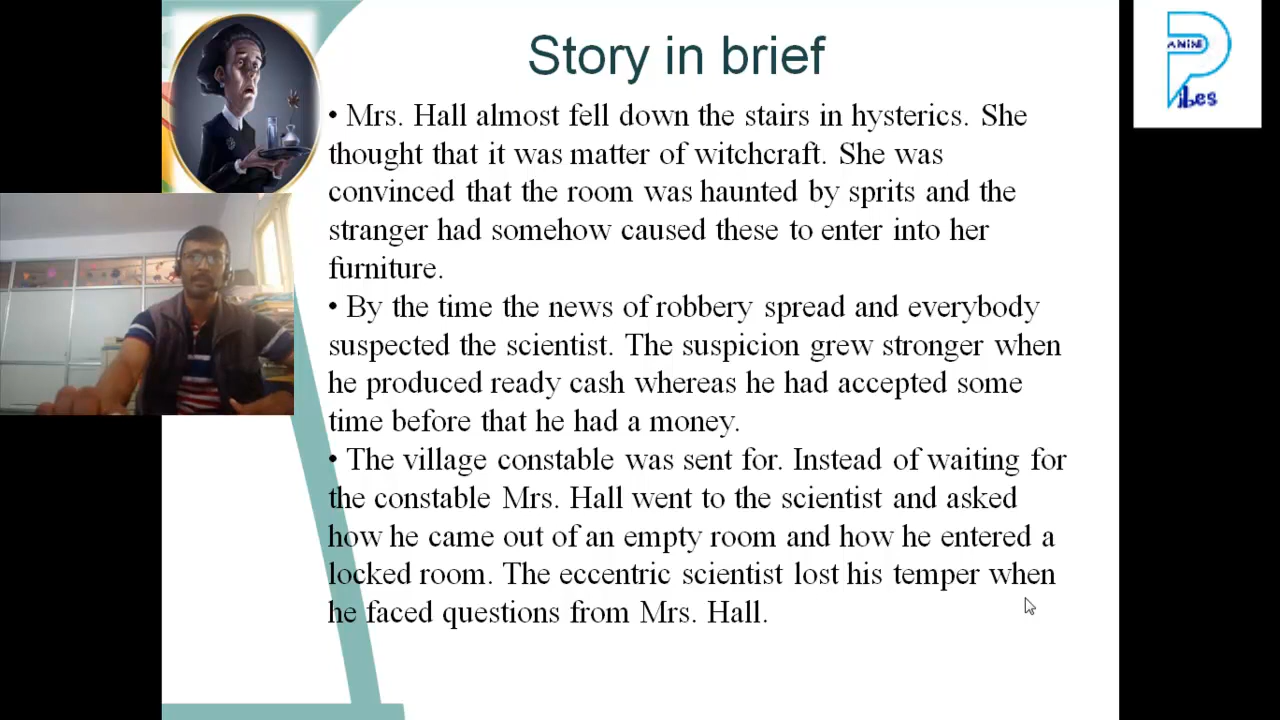 Story in brief
• Mrs. Hall almost fell down the stairs in hysterics. She
thought that it was matter of witchcraft. She was
convinced that the room was haunted by sprits and the
stranger had somehow caused these to enter into her
furniture.
• By the time the news of robbery spread and everybody
suspected the scientist. The suspicion grew stronger when
he produced ready cash whereas he had accepted some
time before that he had a money.
• The village constable was sent for. Instead of waiting for
the constable Mrs. Hall went to the scientist and asked
how he came out of an empty room and how he entered a
locked room. The eccentric scientist lost his temper when
he faced questions from Mrs. Hall.